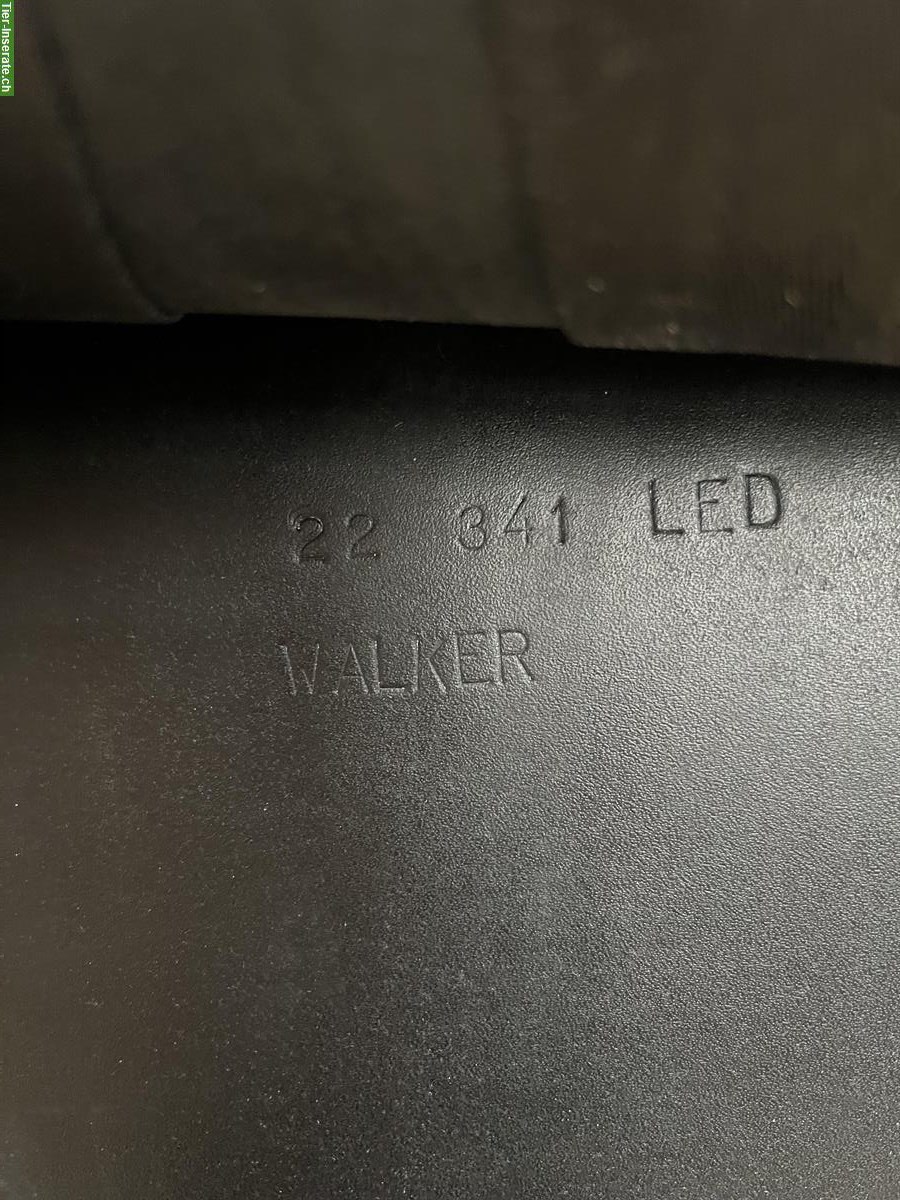 Tier-Inserate.ch
22 341 LED
WALKER